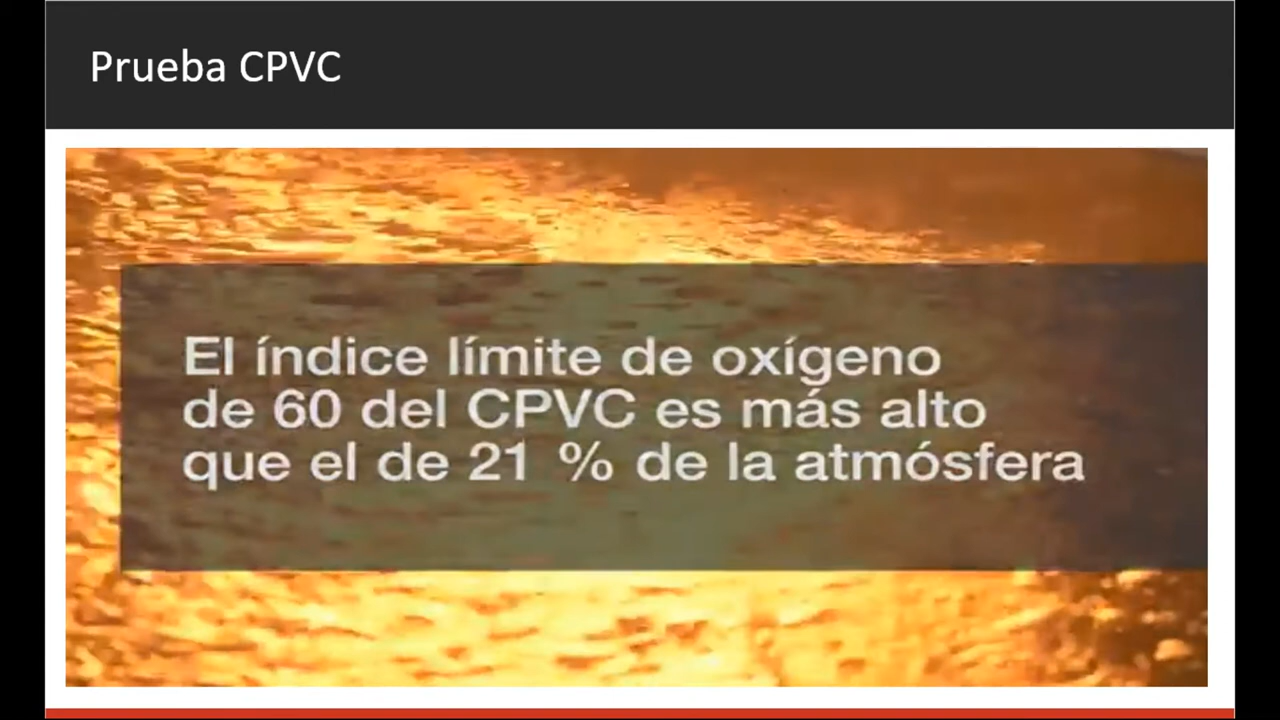 Prueba CPVC
El índice límite de oxígeno
de 60 del CPVC es más alto
que el de 21 % de la atmósfera